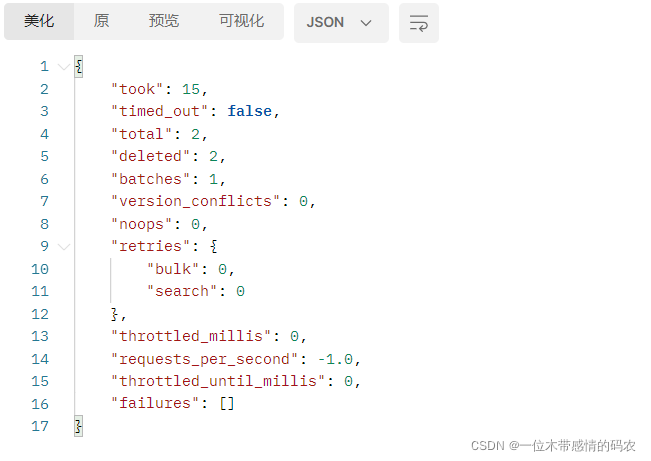 美化 原 预览 可视化 JSON
1 {
2 "took": 15,
3 "timed_out": false,
4 "total": 2,
5 "deleted": 2,
6 "batches": 1,
7 "version_conflicts": 0,
8 "noops": 0,
9 "retries": {
10 "bulk": 0,
11 "search": 0
12 },
13 "throttled_millis": 0,
14 "requests_per_second": -1.0,
15 "throttled_until_millis": 0,
16 "failures": []
17 }
CSDN @一位木带感情的码农